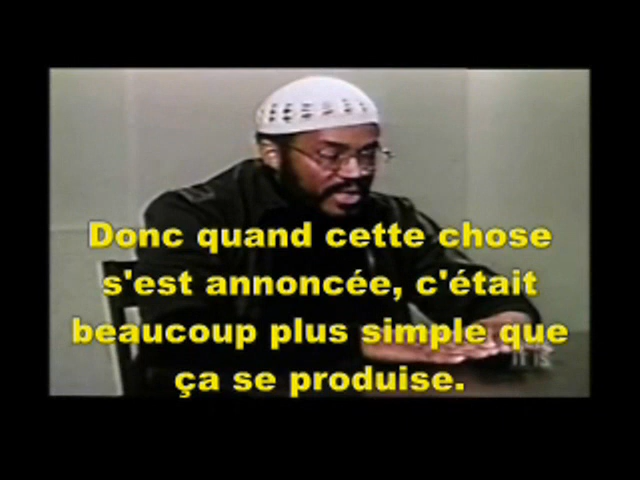 Donc quand cette chose
s'est annoncée, c'était
beaucoup plus simple que
ça se produise.